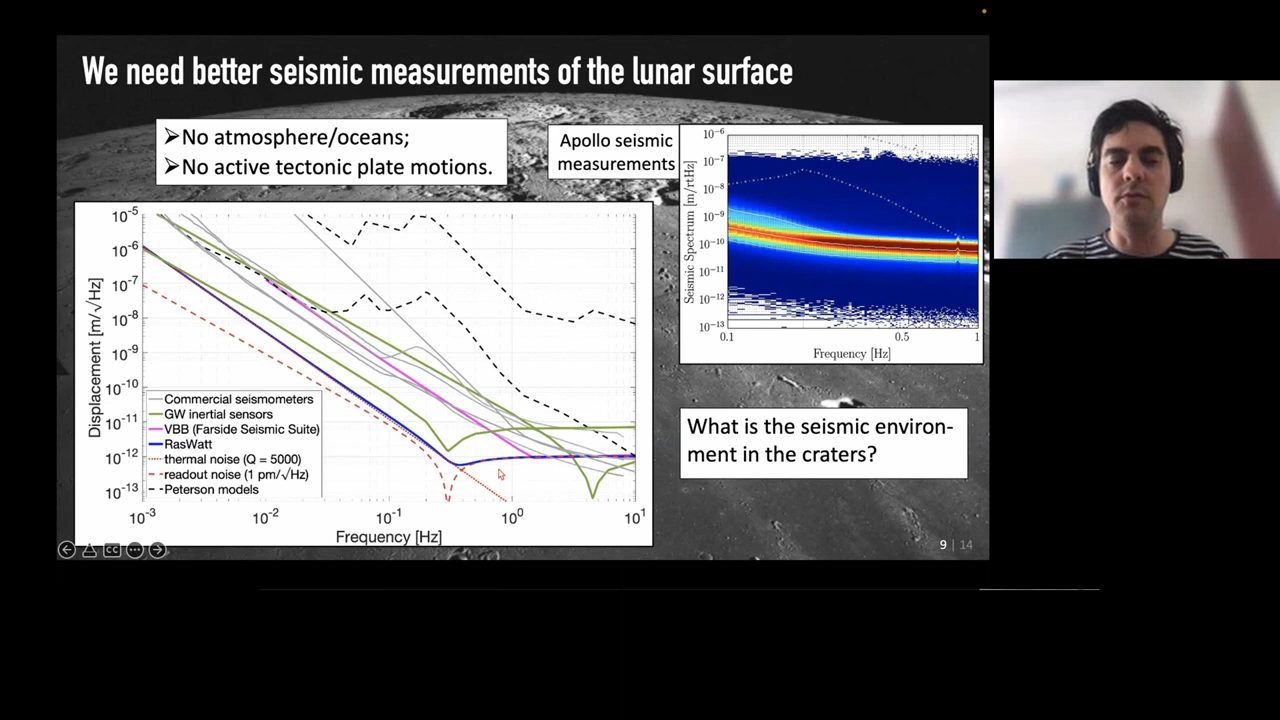 We need better seismic measurements of the lunar surface
➢No atmosphere/oceans;
➢No active tectonic plate motions.
Apollo seismic
measurements
Seismic Spectrum [m/rtHz]
10⁻⁶
10⁻⁷
10⁻⁸
10⁻⁹
10⁻¹⁰
10⁻¹¹
10⁻¹²
10⁻¹³
0.1
0.5
1
Frequency [Hz]
Displacement [m/√Hz]
10⁻⁵
10⁻⁶
10⁻⁷
10⁻⁸
10⁻⁹
10⁻¹⁰
10⁻¹¹
10⁻¹²
10⁻¹³
Commercial seismometers
GW inertial sensors
VBB (Farside Seismic Suite)
RasWatt
thermal noise (Q = 5000)
readout noise (1 pm/√Hz)
Peterson models
10⁻³
10⁻²
10⁻¹
10⁰
10¹
Frequency [Hz]
What is the seismic environ-
ment in the craters?
CC
9 | 14